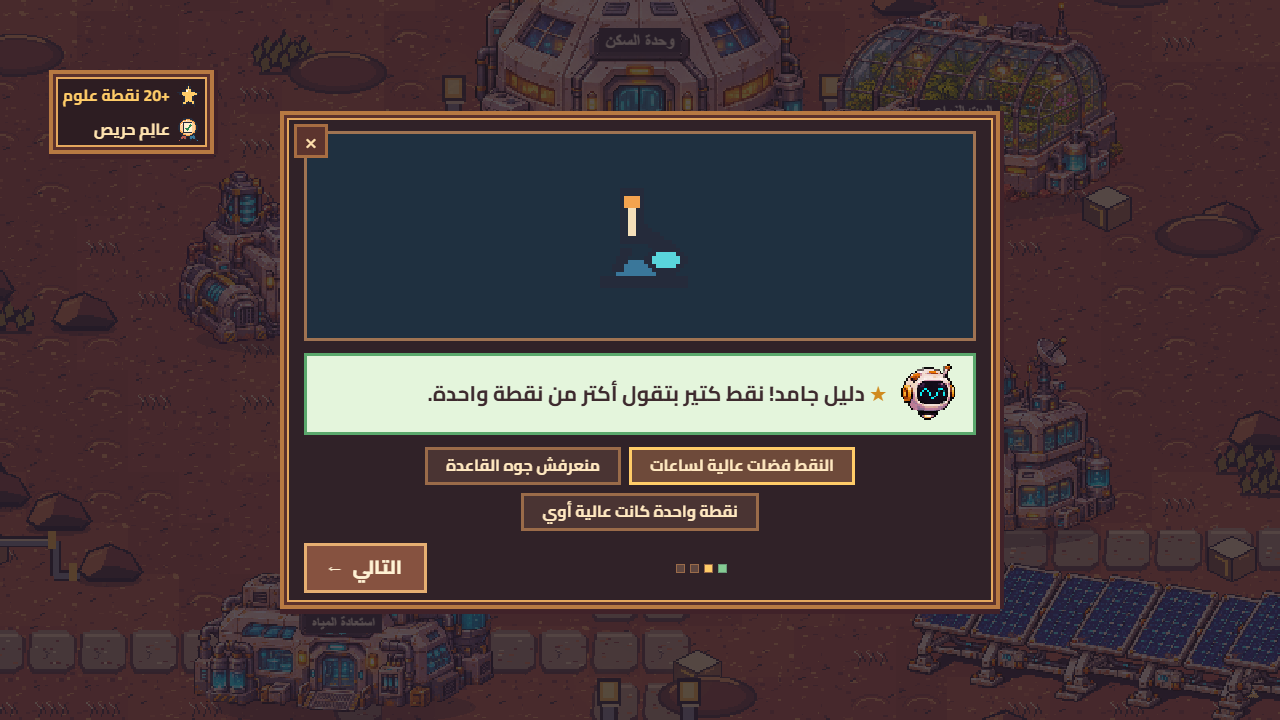 وحدة السكن
+20 نقطة علوم
عالِم حريص
×
★ دليل جامد! نقط كتير بتقول أكتر من نقطة واحدة.
النقط فضلت عالية لساعات
منعرفش جوه القاعدة
نقطة واحدة كانت عالية أوي
التالي ←
استعادة المياه